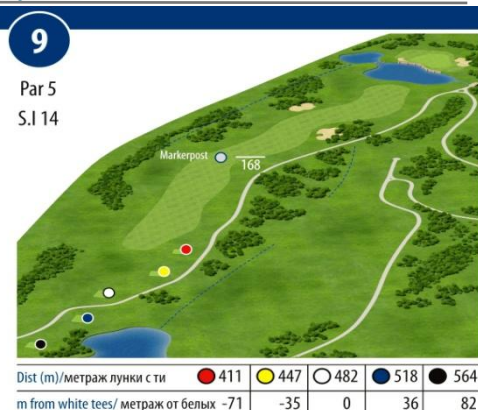 9
Par 5
S.I 14
Markerpost
168
Dist (m)/метраж лунки с ти 411 447 482 518 564
m from white tees/ метраж от белых -71 -35 0 36 82